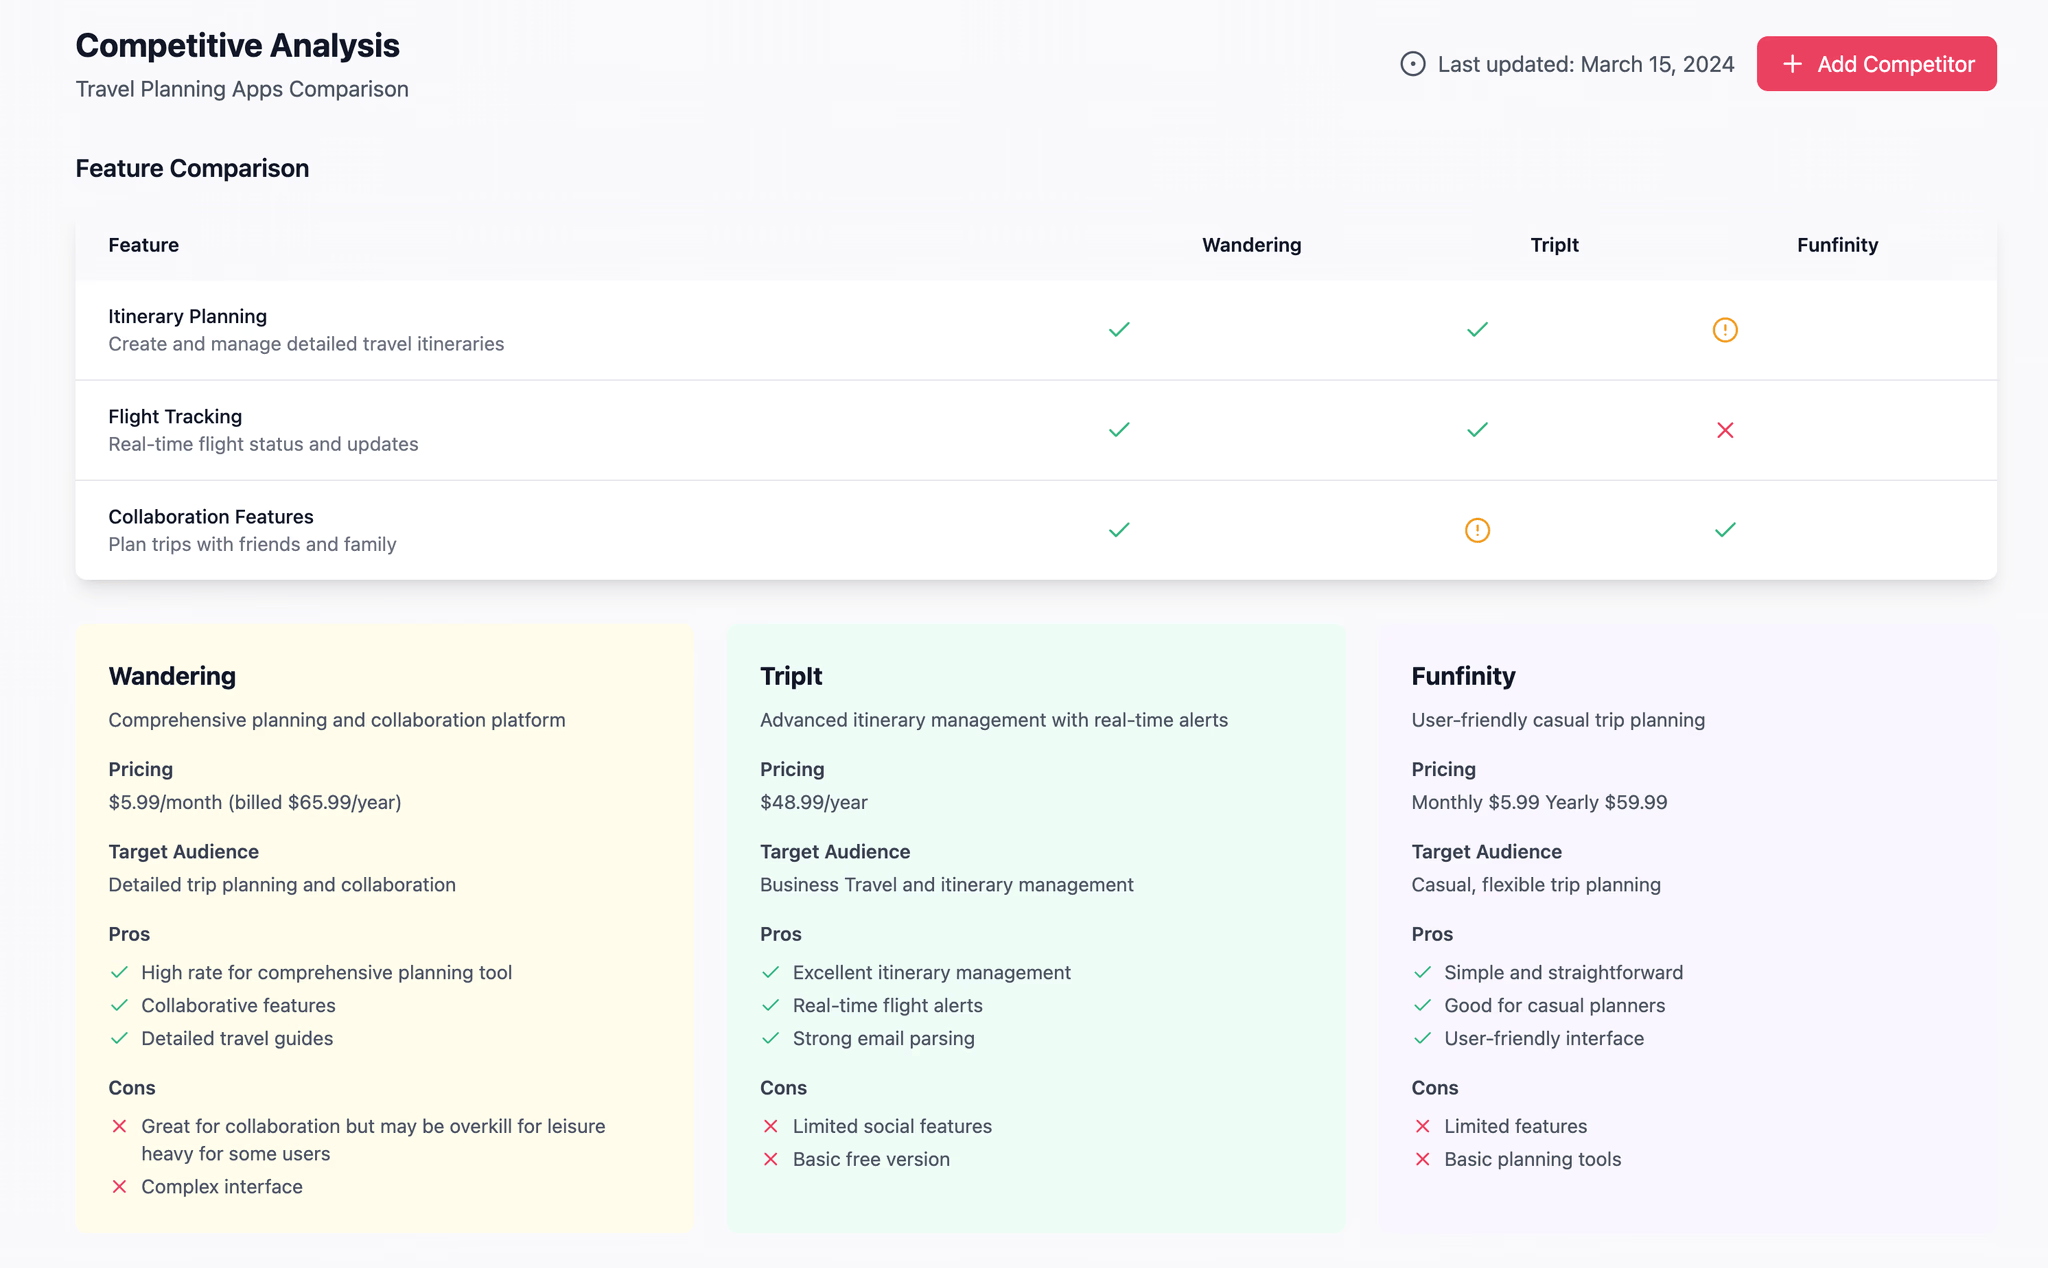 Competitive Analysis
Travel Planning Apps Comparison
Last updated: March 15, 2024
Add Competitor
Feature Comparison
Feature Wandering TripIt Funfinity
Itinerary Planning
Create and manage detailed travel itineraries
Flight Tracking
Real-time flight status and updates
Collaboration Features
Plan trips with friends and family
Wandering
Comprehensive planning and collaboration platform
Pricing
$5.99/month (billed $65.99/year)
Target Audience
Detailed trip planning and collaboration
Pros
High rate for comprehensive planning tool
Collaborative features
Detailed travel guides
Cons
Great for collaboration but may be overkill for leisure
heavy for some users
Complex interface
TripIt
Advanced itinerary management with real-time alerts
Pricing
$48.99/year
Target Audience
Business Travel and itinerary management
Pros
Excellent itinerary management
Real-time flight alerts
Strong email parsing
Cons
Limited social features
Basic free version
Funfinity
User-friendly casual trip planning
Pricing
Monthly $5.99 Yearly $59.99
Target Audience
Casual, flexible trip planning
Pros
Simple and straightforward
Good for casual planners
User-friendly interface
Cons
Limited features
Basic planning tools